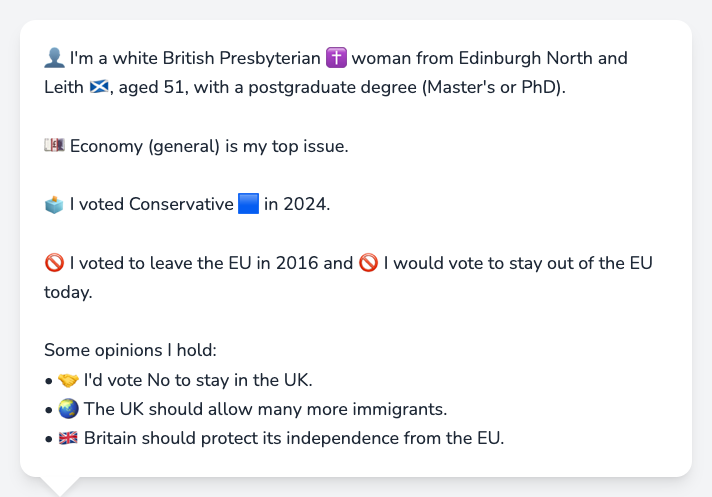 👤 I'm a white British Presbyterian ✝️ woman from Edinburgh North and
Leith 🏴󠁧󠁢󠁳󠁣󠁴󠁿, aged 51, with a postgraduate degree (Master's or PhD).
💷 Economy (general) is my top issue.
🗳️ I voted Conservative 🟦 in 2024.
🚫 I voted to leave the EU in 2016 and 🚫 I would vote to stay out of the EU
today.
Some opinions I hold:
• 🤝 I'd vote No to stay in the UK.
• 🌏 The UK should allow many more immigrants.
• 🇬🇧 Britain should protect its independence from the EU.